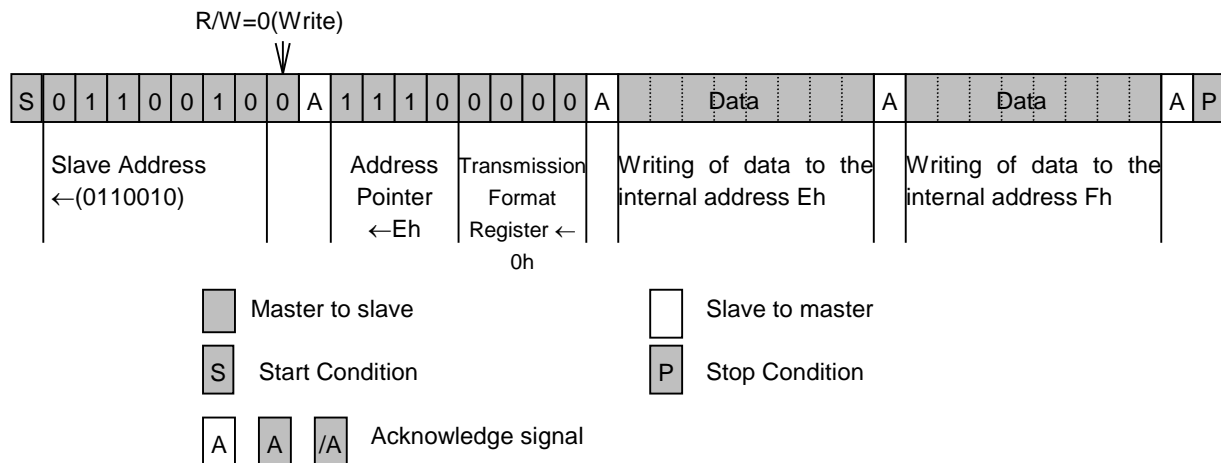 R/W=0(Write)
S 0 1 1 0 0 1 0 0 A 1 1 1 0 0 0 0 0 A Data A Data A P
Slave Address
←(0110010)
Address
Pointer
←Eh
Transmission
Format
Register ←
0h
Writing of data to the
internal address Eh
Writing of data to the
internal address Fh
Master to slave
Slave to master
S Start Condition
P Stop Condition
A A /A Acknowledge signal